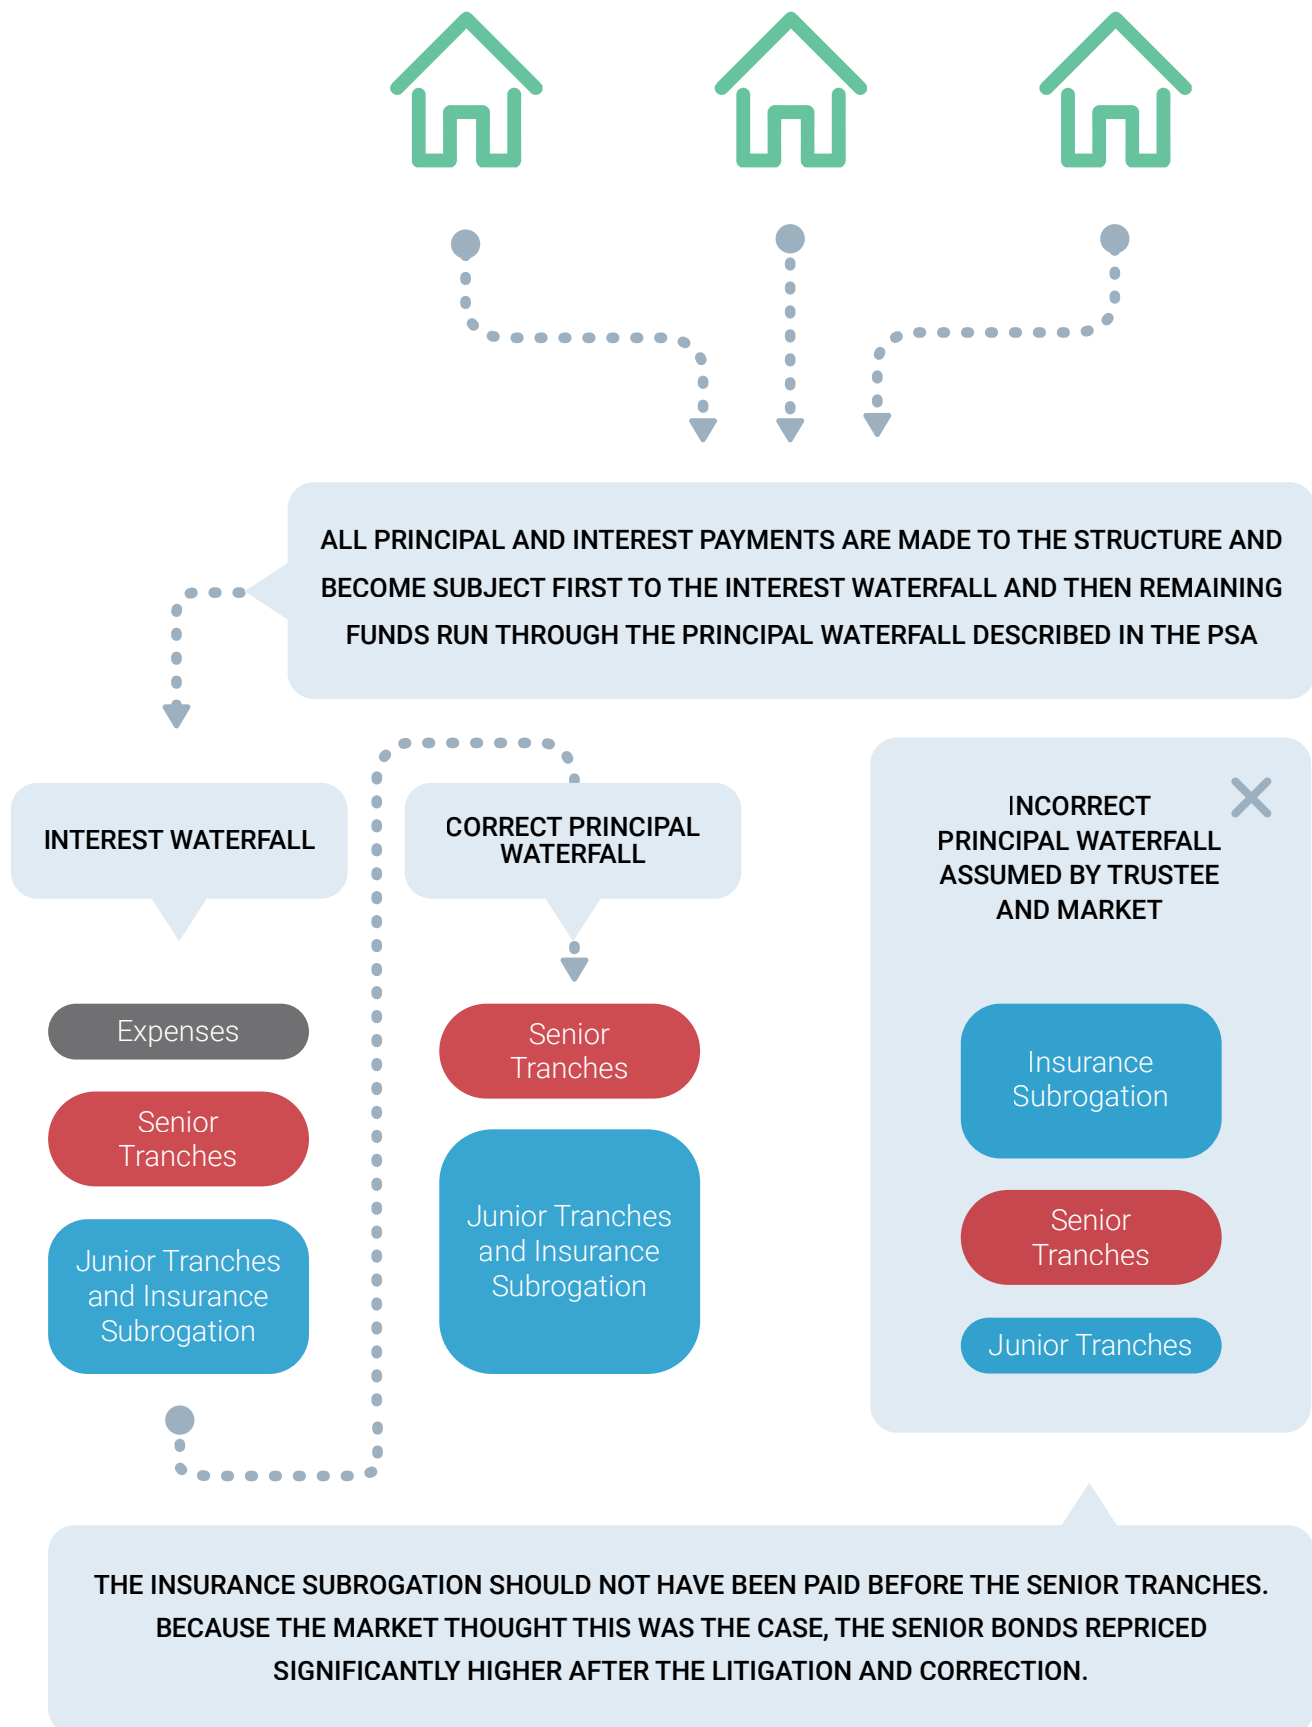 ALL PRINCIPAL AND INTEREST PAYMENTS ARE MADE TO THE STRUCTURE AND
BECOME SUBJECT FIRST TO THE INTEREST WATERFALL AND THEN REMAINING
FUNDS RUN THROUGH THE PRINCIPAL WATERFALL DESCRIBED IN THE PSA
INTEREST WATERFALL
Expenses
Senior
Tranches
Junior Tranches
and Insurance
Subrogation
CORRECT PRINCIPAL
WATERFALL
Senior
Tranches
Junior Tranches
and Insurance
Subrogation
INCORRECT
PRINCIPAL WATERFALL
ASSUMED BY TRUSTEE
AND MARKET
Insurance
Subrogation
Senior
Tranches
Junior Tranches
THE INSURANCE SUBROGATION SHOULD NOT HAVE BEEN PAID BEFORE THE SENIOR TRANCHES.
BECAUSE THE MARKET THOUGHT THIS WAS THE CASE, THE SENIOR BONDS REPRICED
SIGNIFICANTLY HIGHER AFTER THE LITIGATION AND CORRECTION.